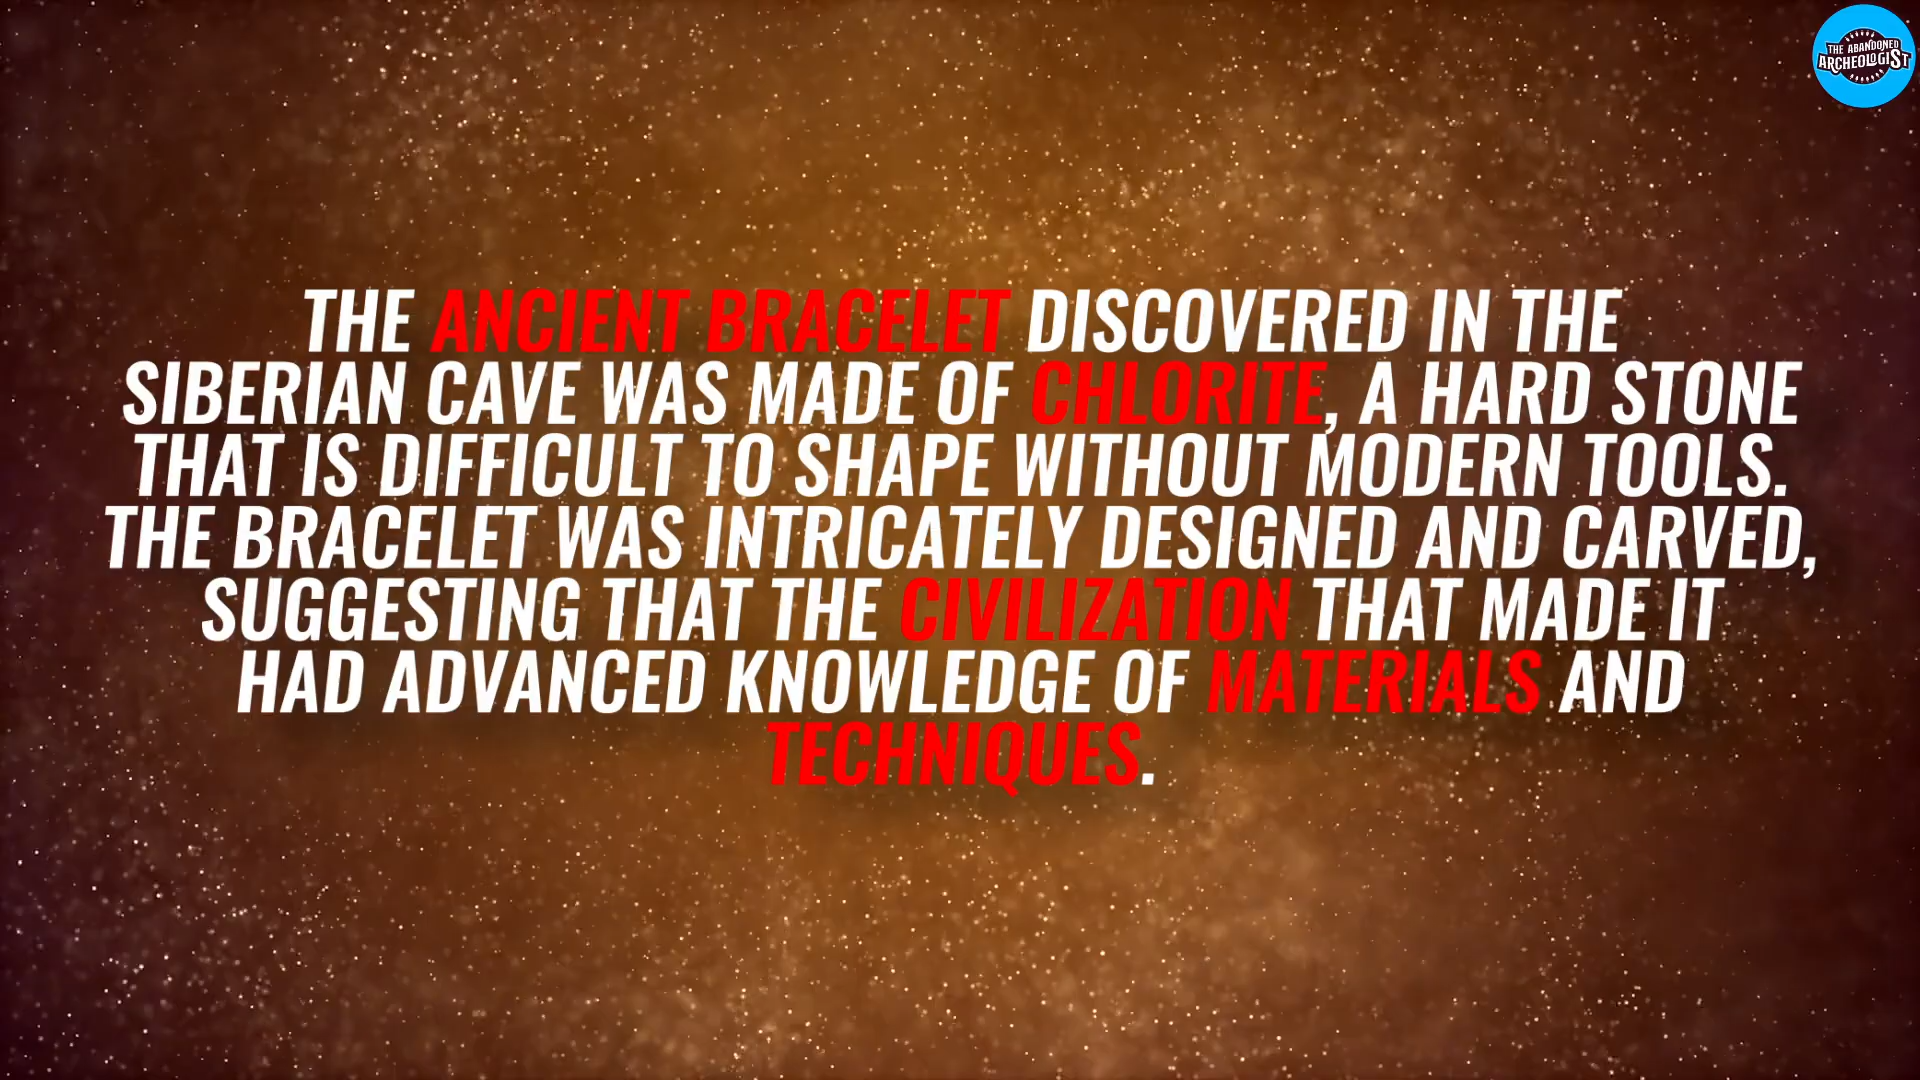 THE ABANDONED
ARCHEOLOGIST
THE ANCIENT BRACELET DISCOVERED IN THE
SIBERIAN CAVE WAS MADE OF CHLORITE, A HARD STONE
THAT IS DIFFICULT TO SHAPE WITHOUT MODERN TOOLS.
THE BRACELET WAS INTRICATELY DESIGNED AND CARVED,
SUGGESTING THAT THE CIVILIZATION THAT MADE IT
HAD ADVANCED KNOWLEDGE OF MATERIALS AND
TECHNIQUES.